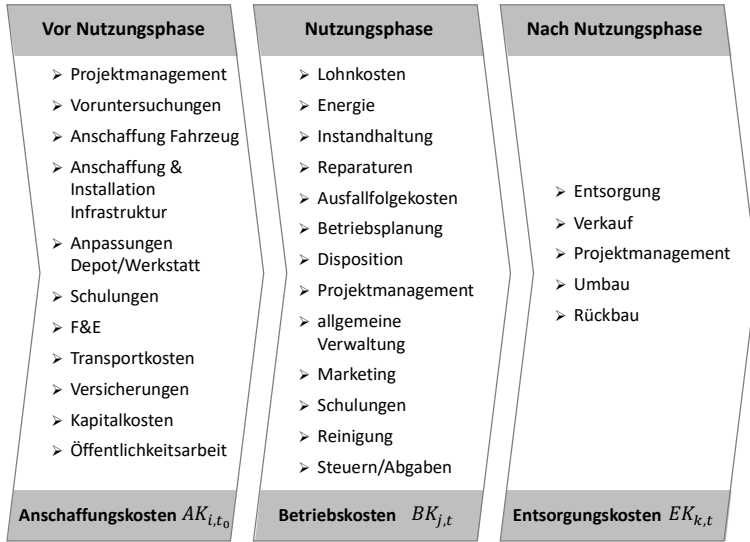 Vor Nutzungsphase
➢ Projektmanagement
➢ Voruntersuchungen
➢ Anschaffung Fahrzeug
➢ Anschaffung &
Installation
Infrastruktur
➢ Anpassungen
Depot/Werkstatt
➢ Schulungen
➢ F&E
➢ Transportkosten
➢ Versicherungen
➢ Kapitalkosten
➢ Öffentlichkeitsarbeit
Anschaffungskosten AK_{i,t_0}
Nutzungsphase
➢ Lohnkosten
➢ Energie
➢ Instandhaltung
➢ Reparaturen
➢ Ausfallfolgekosten
➢ Betriebsplanung
➢ Disposition
➢ Projektmanagement
➢ allgemeine
Verwaltung
➢ Marketing
➢ Schulungen
➢ Reinigung
➢ Steuern/Abgaben
Betriebskosten BK_{j,t}
Nach Nutzungsphase
➢ Entsorgung
➢ Verkauf
➢ Projektmanagement
➢ Umbau
➢ Rückbau
Entsorgungskosten EK_{k,t}